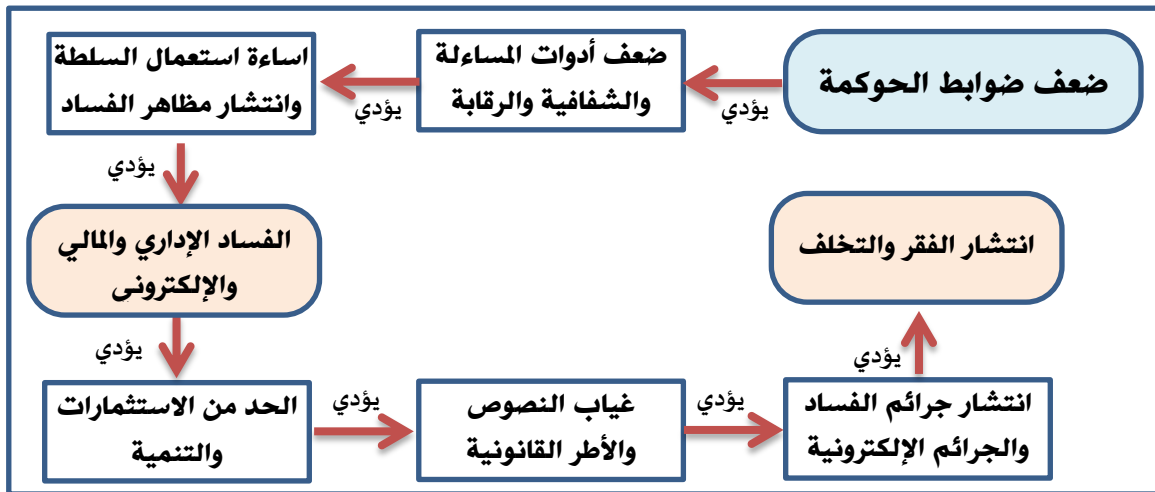 ضعف ضوابط الحوكمة
يؤدي
ضعف أدوات المساءلة
والشفافية والرقابة
يؤدي
اساءة استعمال السلطة
وانتشار مظاهر الفساد
يؤدي
الفساد الإداري والمالي
والإلكتروني
يؤدي
الحد من الاستثمارات
والتنمية
يؤدي
غياب النصوص
والأطر القانونية
يؤدي
انتشار جرائم الفساد
والجرائم الإلكترونية
يؤدي
انتشار الفقر والتخلف